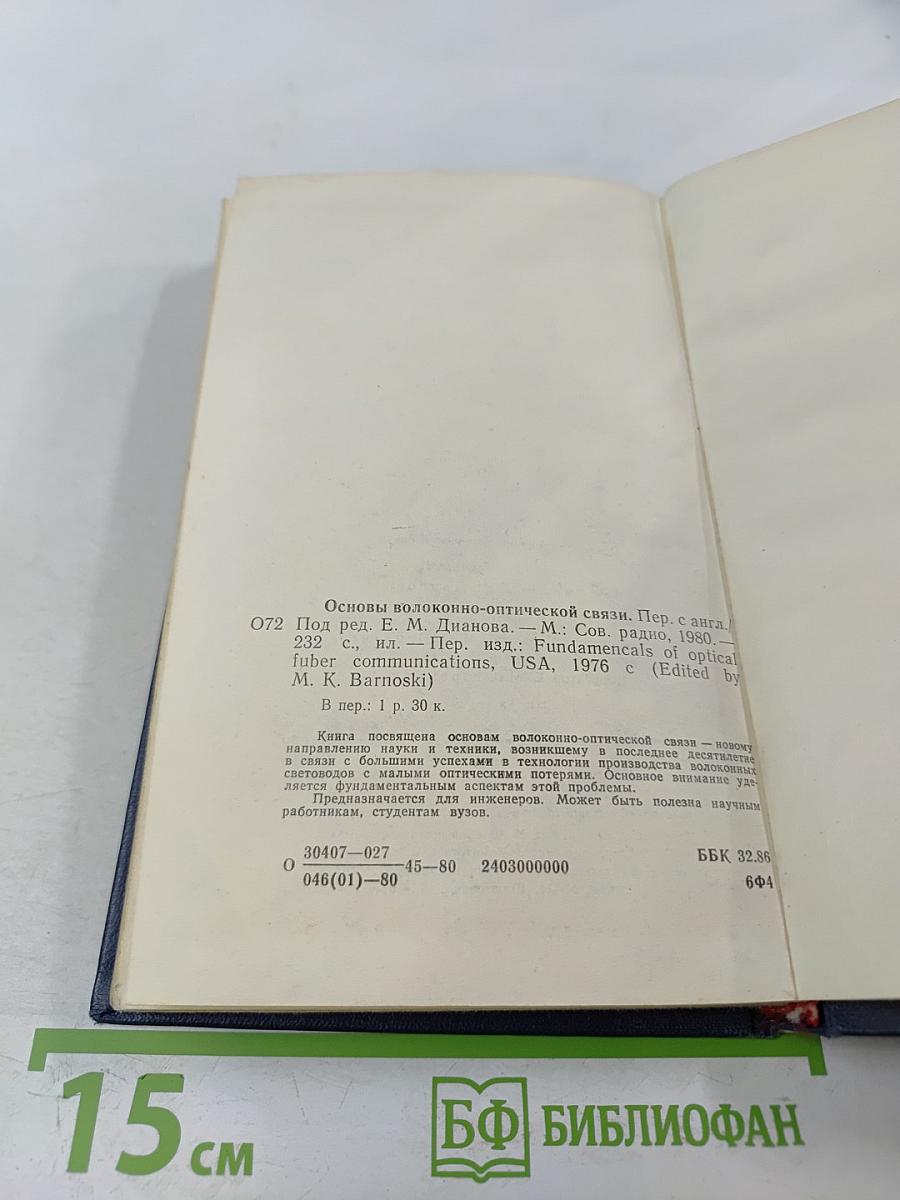 Основы волоконно-оптической связи. Пер. с англ./
О72 Под ред. Е. М. Дианова. — М.: Сов. радио, 1980. —
232 с., ил. — Пер. изд.: Fundamencals of optical
fuber communications, USA, 1976 с (Edited by
M. K. Barnoski)
В пер.: 1 р. 30 к.
Книга посвящена основам волоконно-оптической связи — новому
направлению науки и техники, возникшему в последнее десятилетие
в связи с большими успехами в технологии производства волоконных
световодов с малыми оптическими потерями. Основное внимание уде-
ляется фундаментальным аспектам этой проблемы.
Предназначается для инженеров. Может быть полезна научным
работникам, студентам вузов.
30407—027
О 45—80 2403000000 ББК 32.86
046(01)—80 6Ф4
15 см БФ БИБЛИОФАН